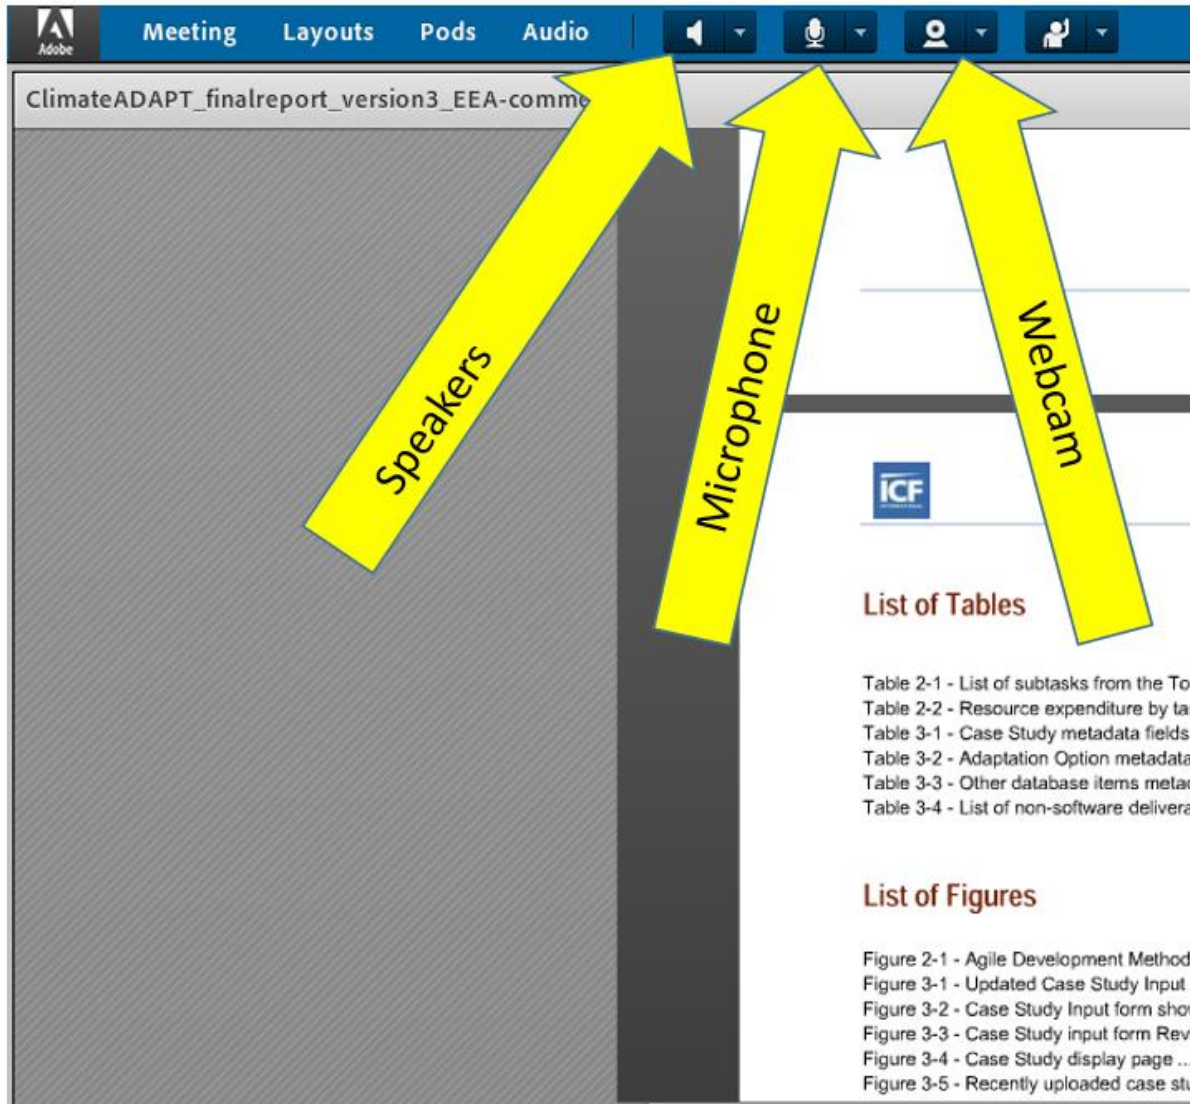 Adobe
Meeting Layouts Pods Audio
ClimateADAPT_finalreport_version3_EEA-comme
Speakers
Microphone
Webcam
ICF
INTERNATIONAL
List of Tables
Table 2-1 - List of subtasks from the To
Table 2-2 - Resource expenditure by ta
Table 3-1 - Case Study metadata fields
Table 3-2 - Adaptation Option metadata
Table 3-3 - Other database items meta
Table 3-4 - List of non-software delivera
List of Figures
Figure 2-1 - Agile Development Method
Figure 3-1 - Updated Case Study Input
Figure 3-2 - Case Study Input form sho
Figure 3-3 - Case Study input form Rev
Figure 3-4 - Case Study display page ...
Figure 3-5 - Recently uploaded case stu